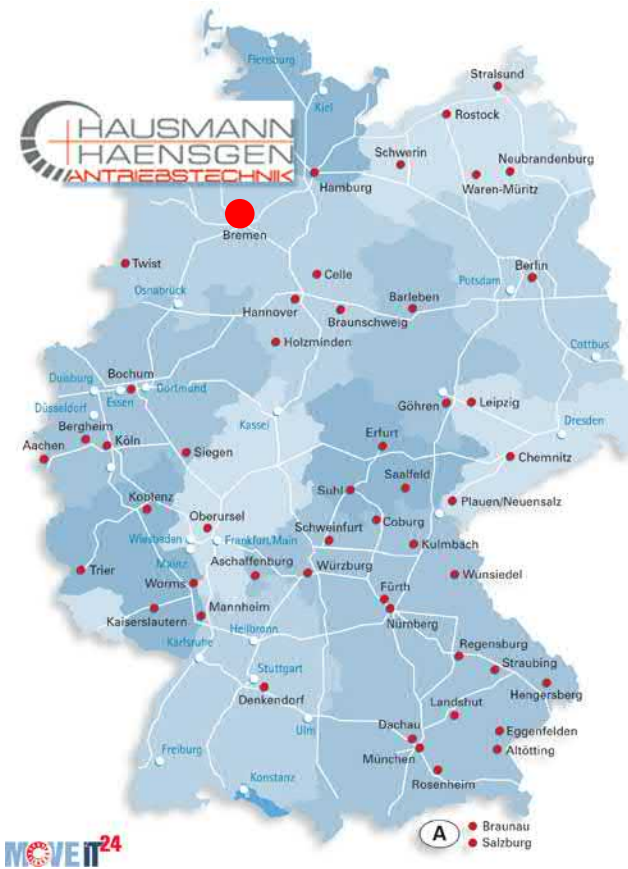 Flensburg
Kiel
Stralsund
Rostock
HAUSMANN
HAENSGEN
ANTRIEBSTECHNIK
Schwerin
Neubrandenburg
Waren-Müritz
Hamburg
Bremen
Twist
Celle
Berlin
Potsdam
Osnabrück
Hannover
Barleben
Braunschweig
Holzminden
Cottbus
Duisburg
Bochum
Dortmund
Essen
Düsseldorf
Kassel
Göhren
Leipzig
Dresden
Bergheim
Köln
Aachen
Siegen
Erfurt
Chemnitz
Saalfeld
Suhl
Plauen/Neuensalz
Koblenz
Oberursel
Coburg
Schweinfurt
Wiesbaden
Frankfurt/Main
Kulmbach
Mainz
Aschaffenburg
Würzburg
Trier
Wunsiedel
Worms
Fürth
Mannheim
Kaiserslautern
Nürnberg
Heilbronn
Karlsruhe
Regensburg
Straubing
Stuttgart
Hengersberg
Denkendorf
Landshut
Ulm
Dachau
Eggenfelden
München
Altötting
Freiburg
Konstanz
Rosenheim
A
Braunau
Salzburg
MOVEIT24